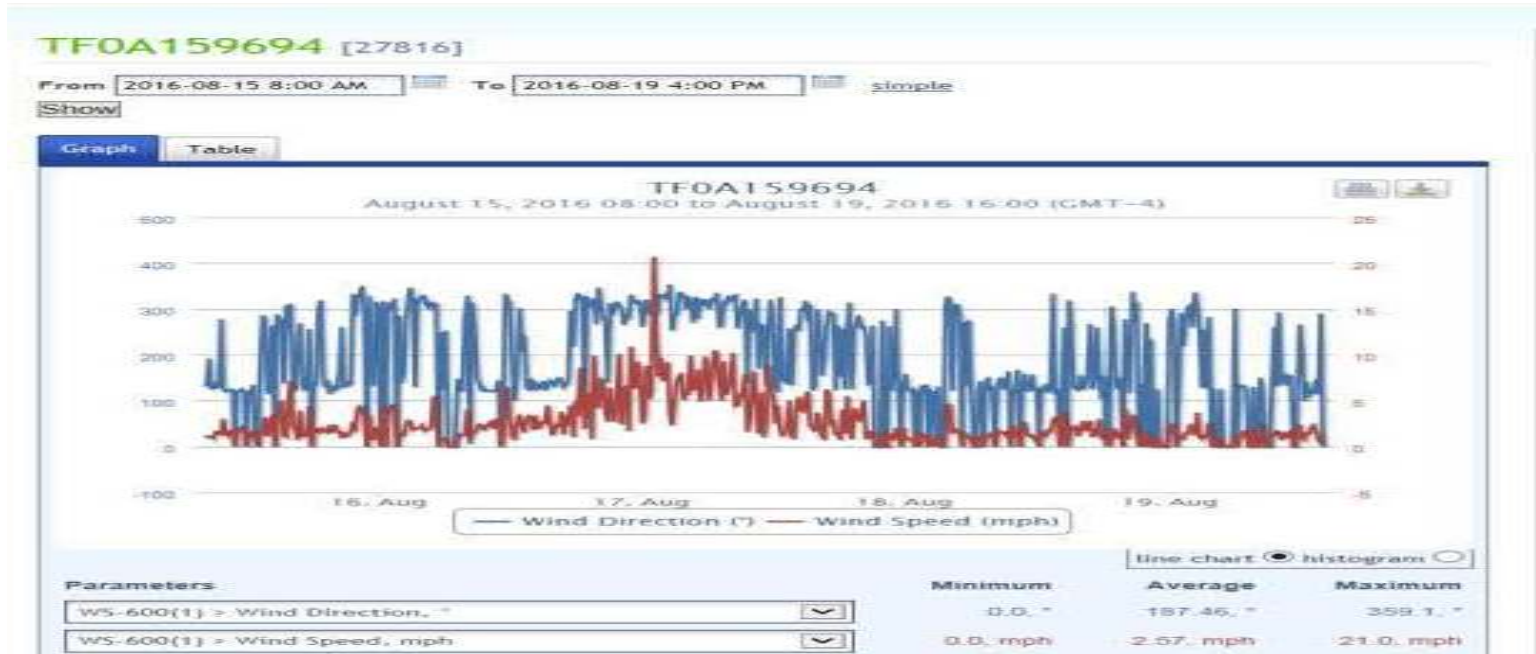 TF0A159694 [27816]
From 2016-08-15 8:00 AM To 2016-08-19 4:00 PM simple
Show
Graph Table
TF0A159694
August 15, 2016 08:00 to August 19, 2016 16:00 (GMT-4)
500 25
400 20
300 15
200 10
100 5
0 0
-100 -5
16. Aug 17. Aug 18. Aug 19. Aug
Wind Direction (°) Wind Speed (mph)
line chart histogram
Parameters Minimum Average Maximum
WS-600(1) > Wind Direction, ° 0.0, ° 187.46, ° 359.1, °
WS-600(1) > Wind Speed, mph 0.0, mph 2.57, mph 21.0, mph